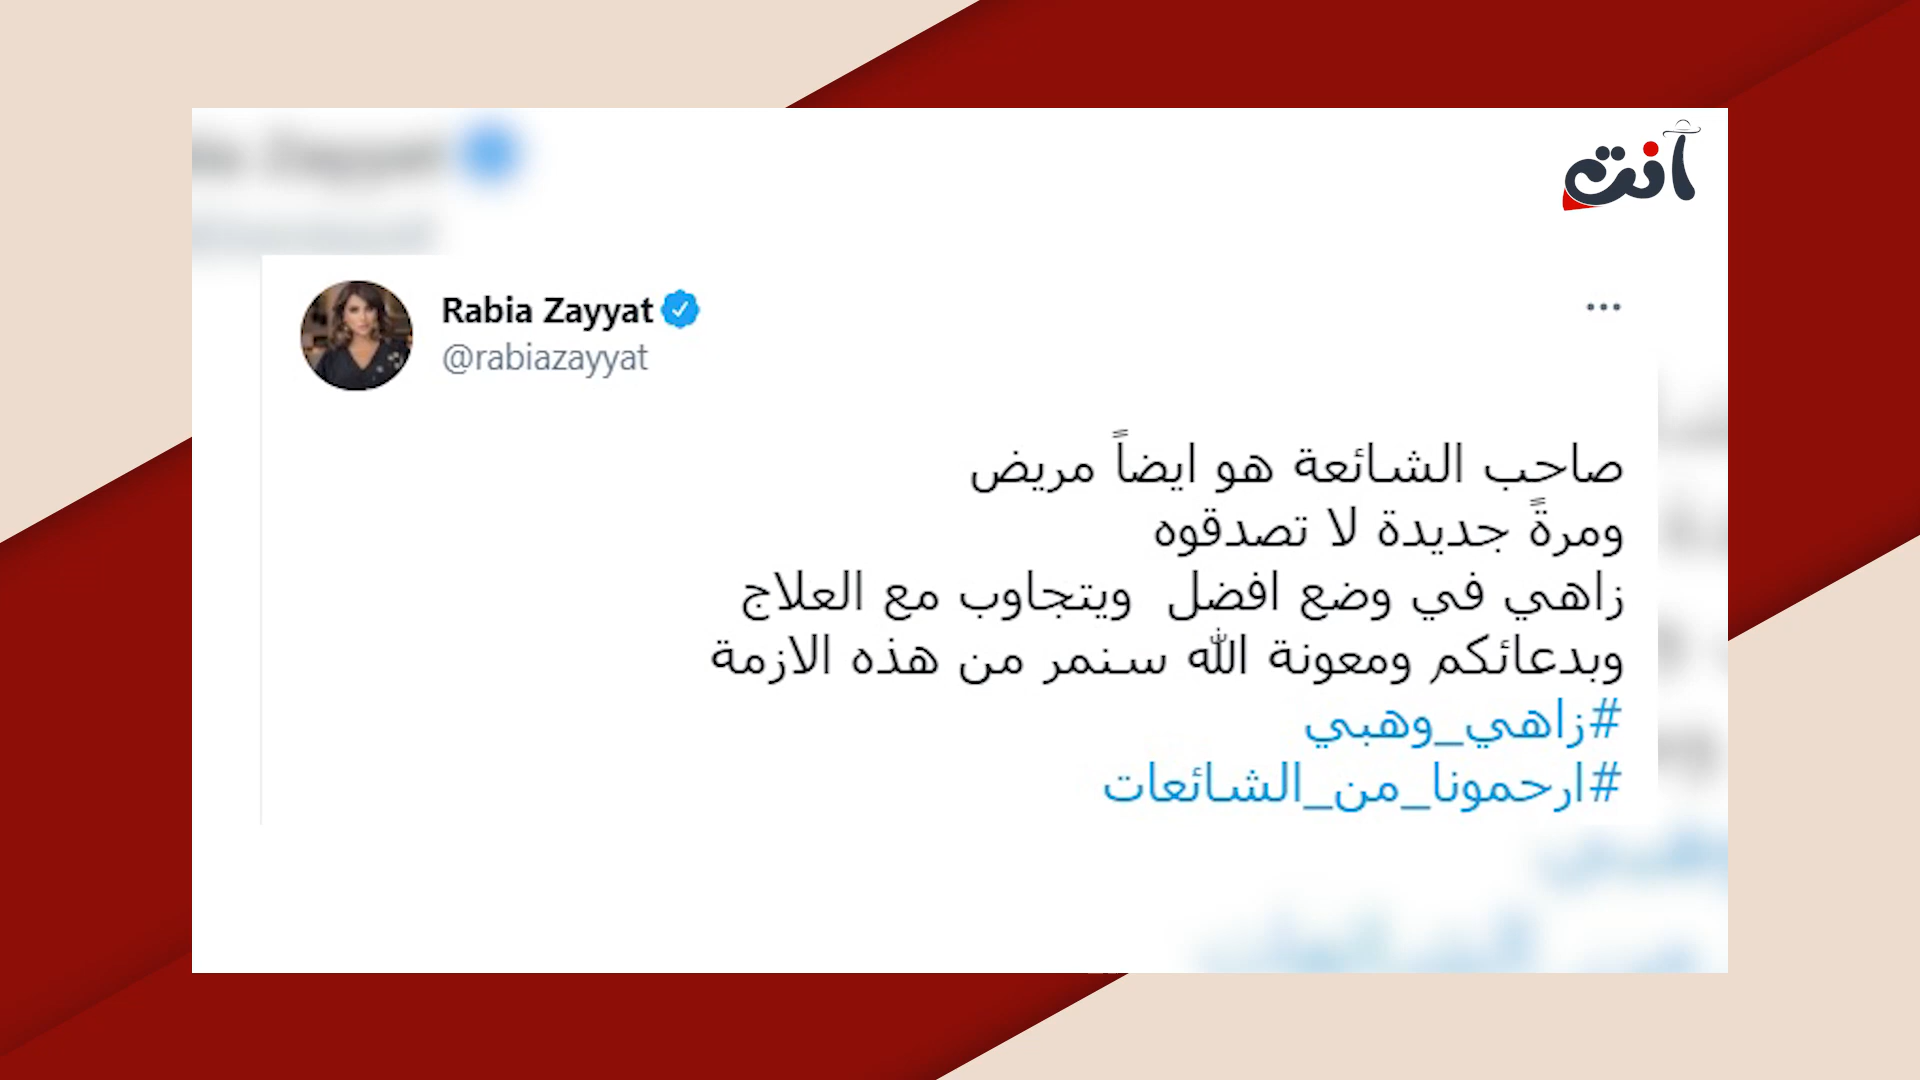 آنت
Rabia Zayyat
@rabiazayyat
صاحب الشائعة هو ايضاً مريض
ومرةً جديدة لا تصدقوه
زاهي في وضع افضل ويتجاوب مع العلاج
وبدعائكم ومعونة الله سنمر من هذه الازمة
#زاهي_وهبي
#ارحمونا_من_الشائعات